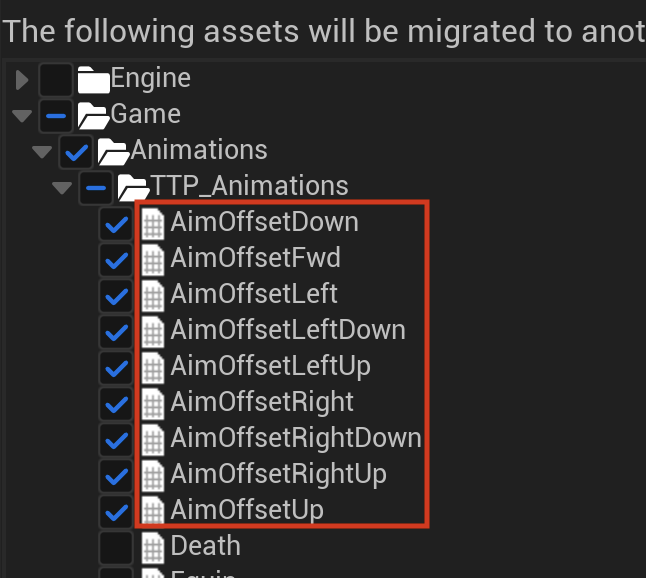 The following assets will be migrated to anot
Engine
Game
Animations
TTP_Animations
AimOffsetDown
AimOffsetFwd
AimOffsetLeft
AimOffsetLeftDown
AimOffsetLeftUp
AimOffsetRight
AimOffsetRightDown
AimOffsetRightUp
AimOffsetUp
Death